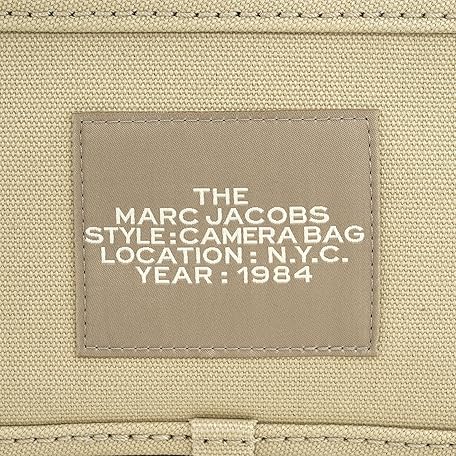 THE
MARC JACOBS
STYLE : CAMERA BAG
LOCATION : N.Y.C.
YEAR : 1984